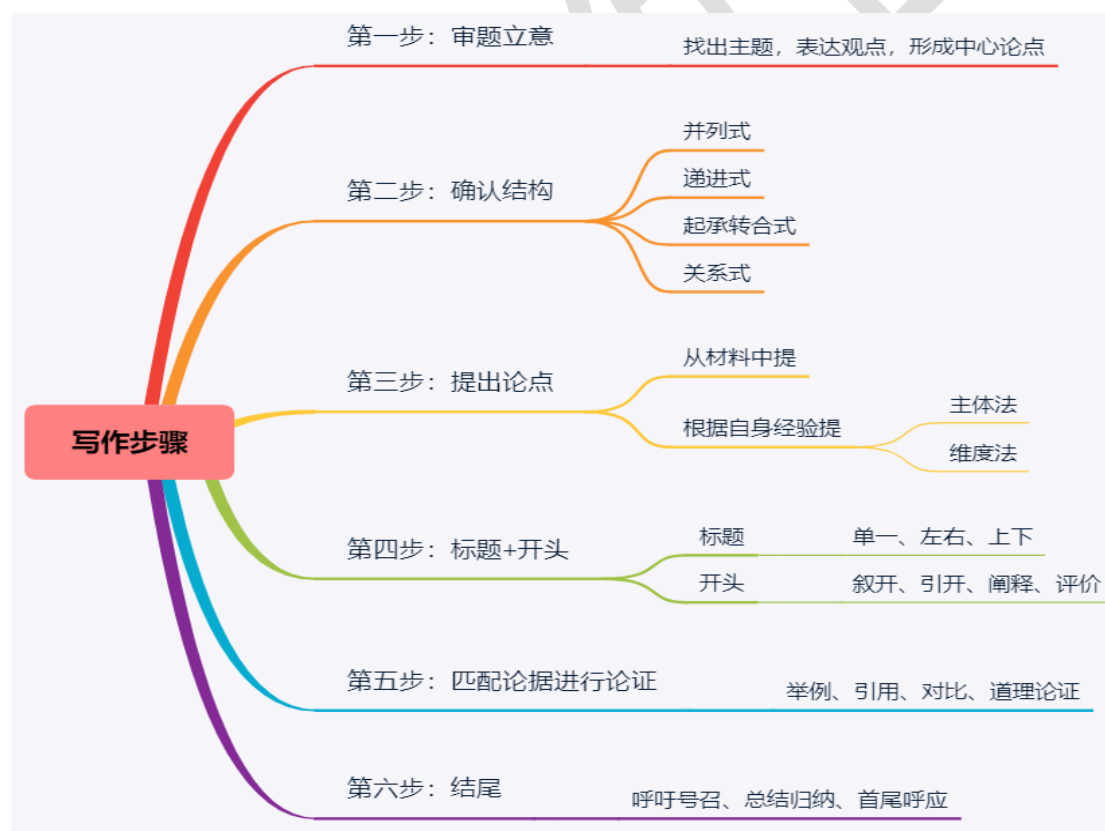 写作步骤
第一步：审题立意
找出主题，表达观点，形成中心论点
第二步：确认结构
并列式
递进式
起承转合式
关系式
第三步：提出论点
从材料中提
根据自身经验提
主体法
维度法
第四步：标题+开头
标题
单一、左右、上下
开头
叙开、引开、阐释、评价
第五步：匹配论据进行论证
举例、引用、对比、道理论证
第六步：结尾
呼吁号召、总结归纳、首尾呼应